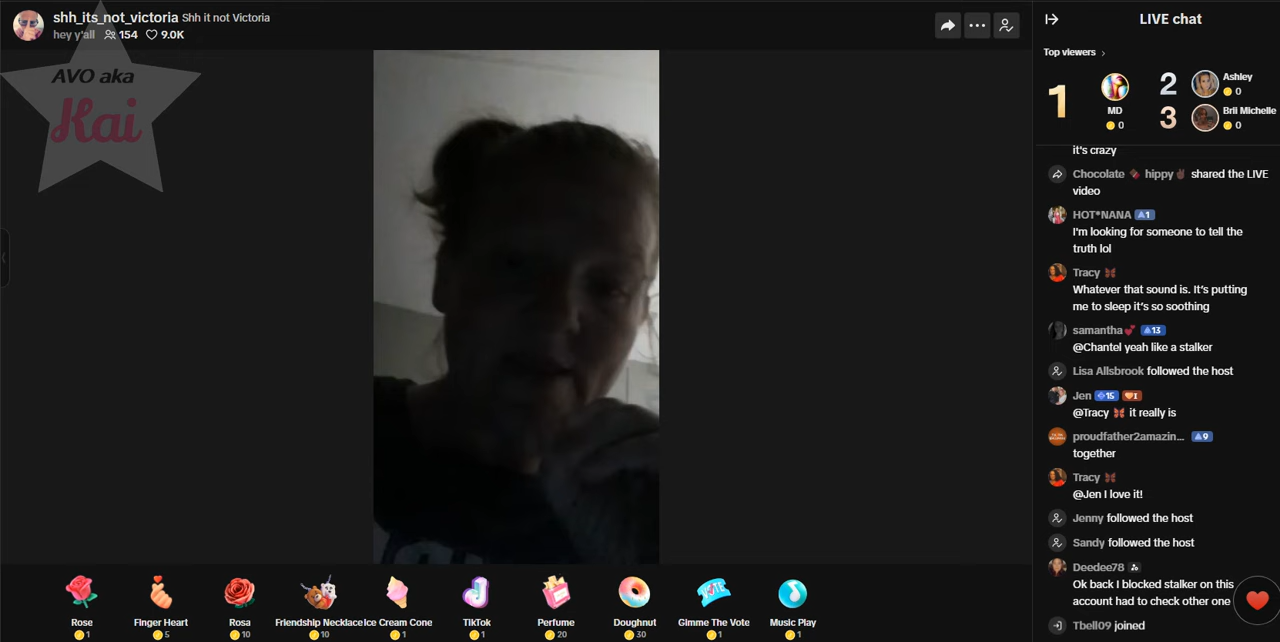 shh_its_not_victoria Shh it not Victoria
hey y'all 154 9.0K
AVO aka
Kai
LIVE chat
Top viewers
1
MD
0
2
Ashley
0
3
Brii Michelle
0
it's crazy
Chocolate hippy shared the LIVE
video
HOT*NANA 1
I'm looking for someone to tell the
truth lol
Tracy
Whatever that sound is. It's putting
me to sleep it's so soothing
samantha 13
@Chantel yeah like a stalker
Lisa Allsbrook followed the host
Jen 15 I
@Tracy it really is
proudfather2amazin... 9
together
Tracy
@Jen I love it!
Jenny followed the host
Sandy followed the host
Deedee78
Ok back I blocked stalker on this
account had to check other one
Tbell09 joined
Rose Finger Heart Rosa Friendship Necklace Ice Cream Cone TikTok Perfume Doughnut Gimme The Vote Music Play
1 5 10 10 1 1 20 30 1 1